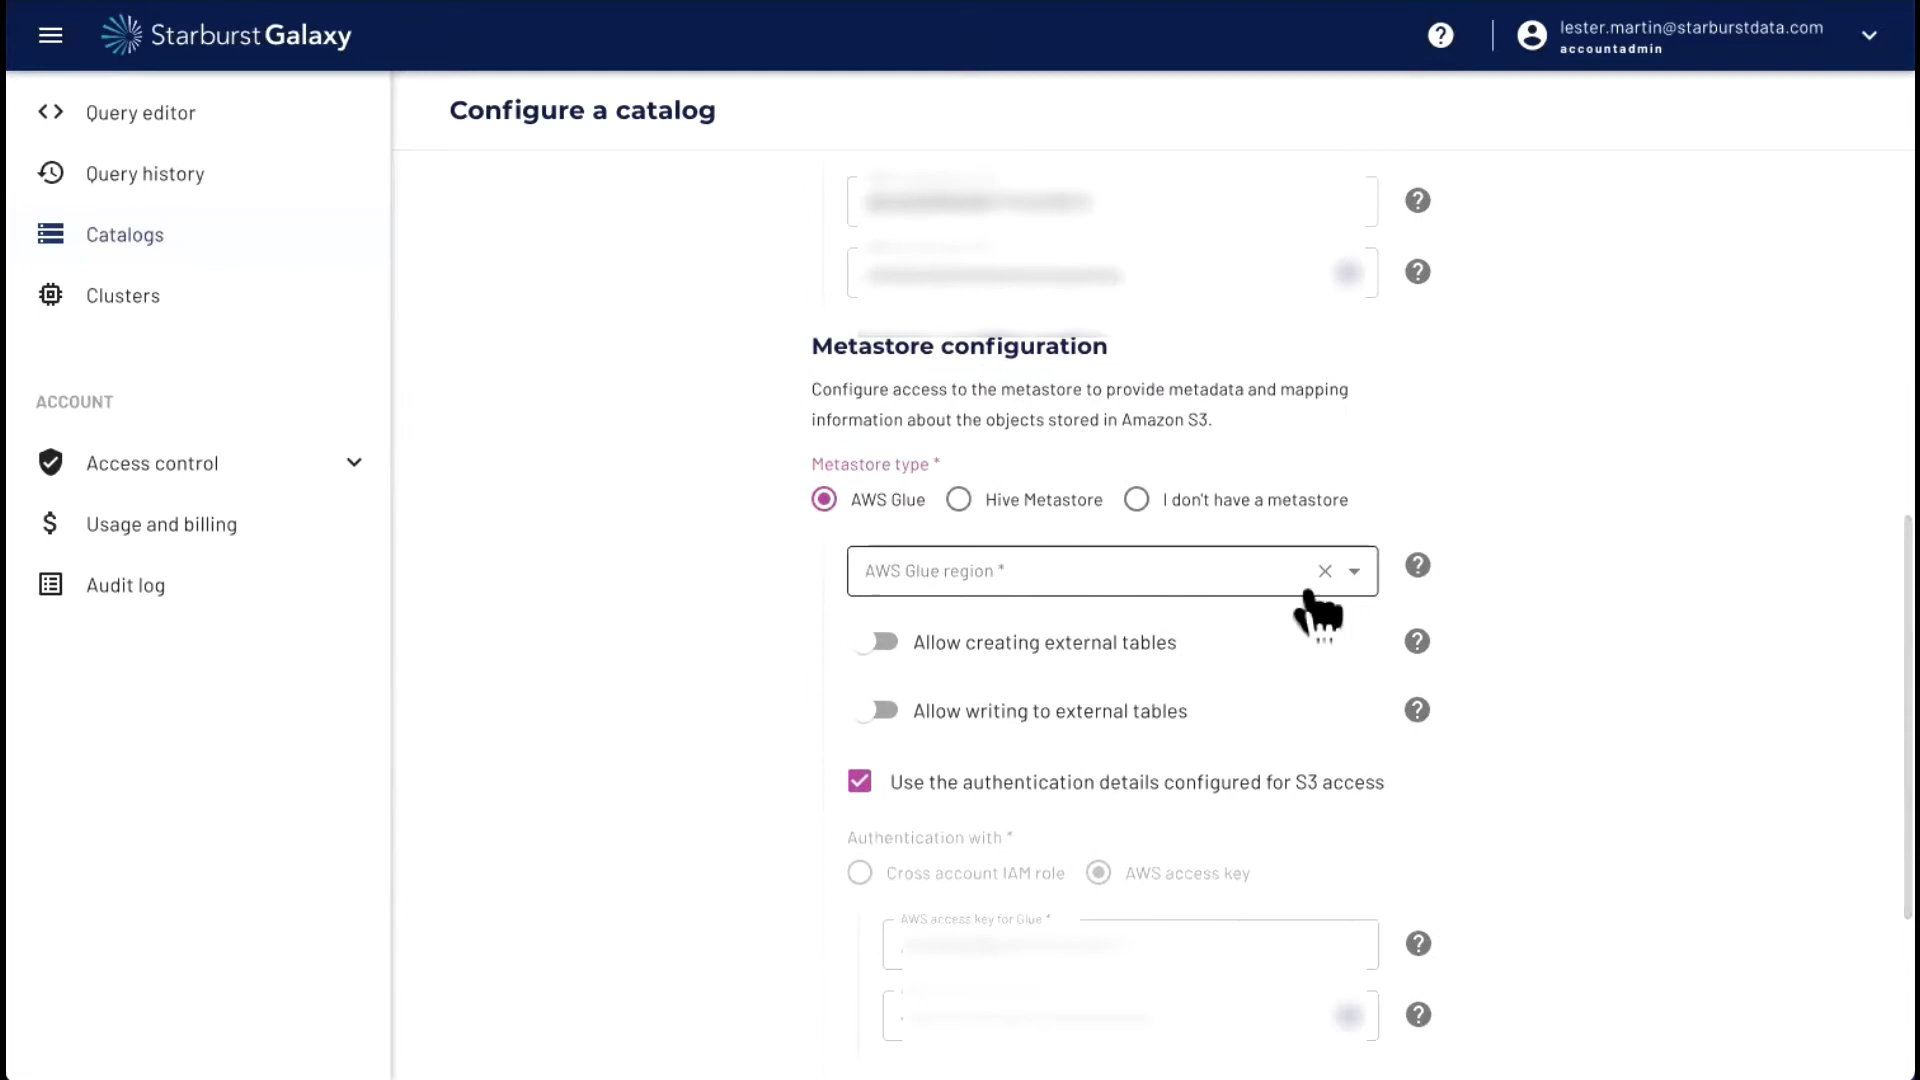 Starburst Galaxy
lester.martin@starburstdata.com
accountadmin
Query editor
Query history
Catalogs
Clusters
ACCOUNT
Access control
Usage and billing
Audit log
Configure a catalog
Metastore configuration
Configure access to the metastore to provide metadata and mapping
information about the objects stored in Amazon S3.
Metastore type *
AWS Glue Hive Metastore I don't have a metastore
AWS Glue region *
Allow creating external tables
Allow writing to external tables
Use the authentication details configured for S3 access
Authentication with *
Cross account IAM role AWS access key
AWS access key for Glue *